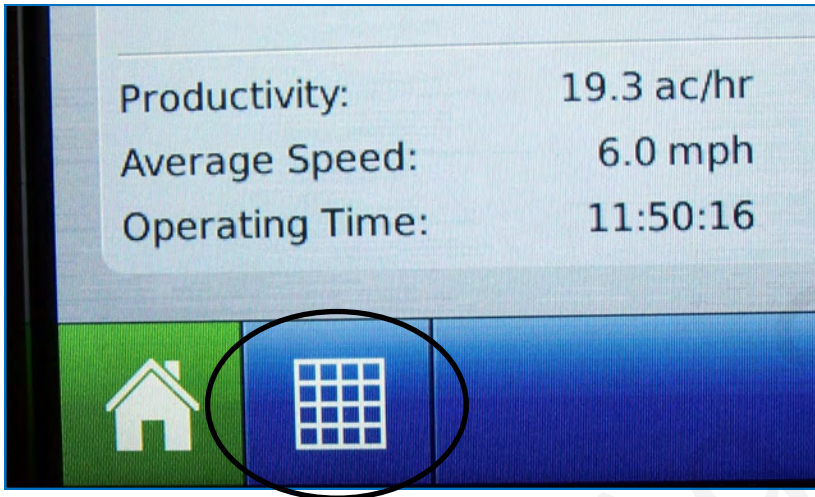 Productivity: 19.3 ac/hr
Average Speed: 6.0 mph
Operating Time: 11:50:16